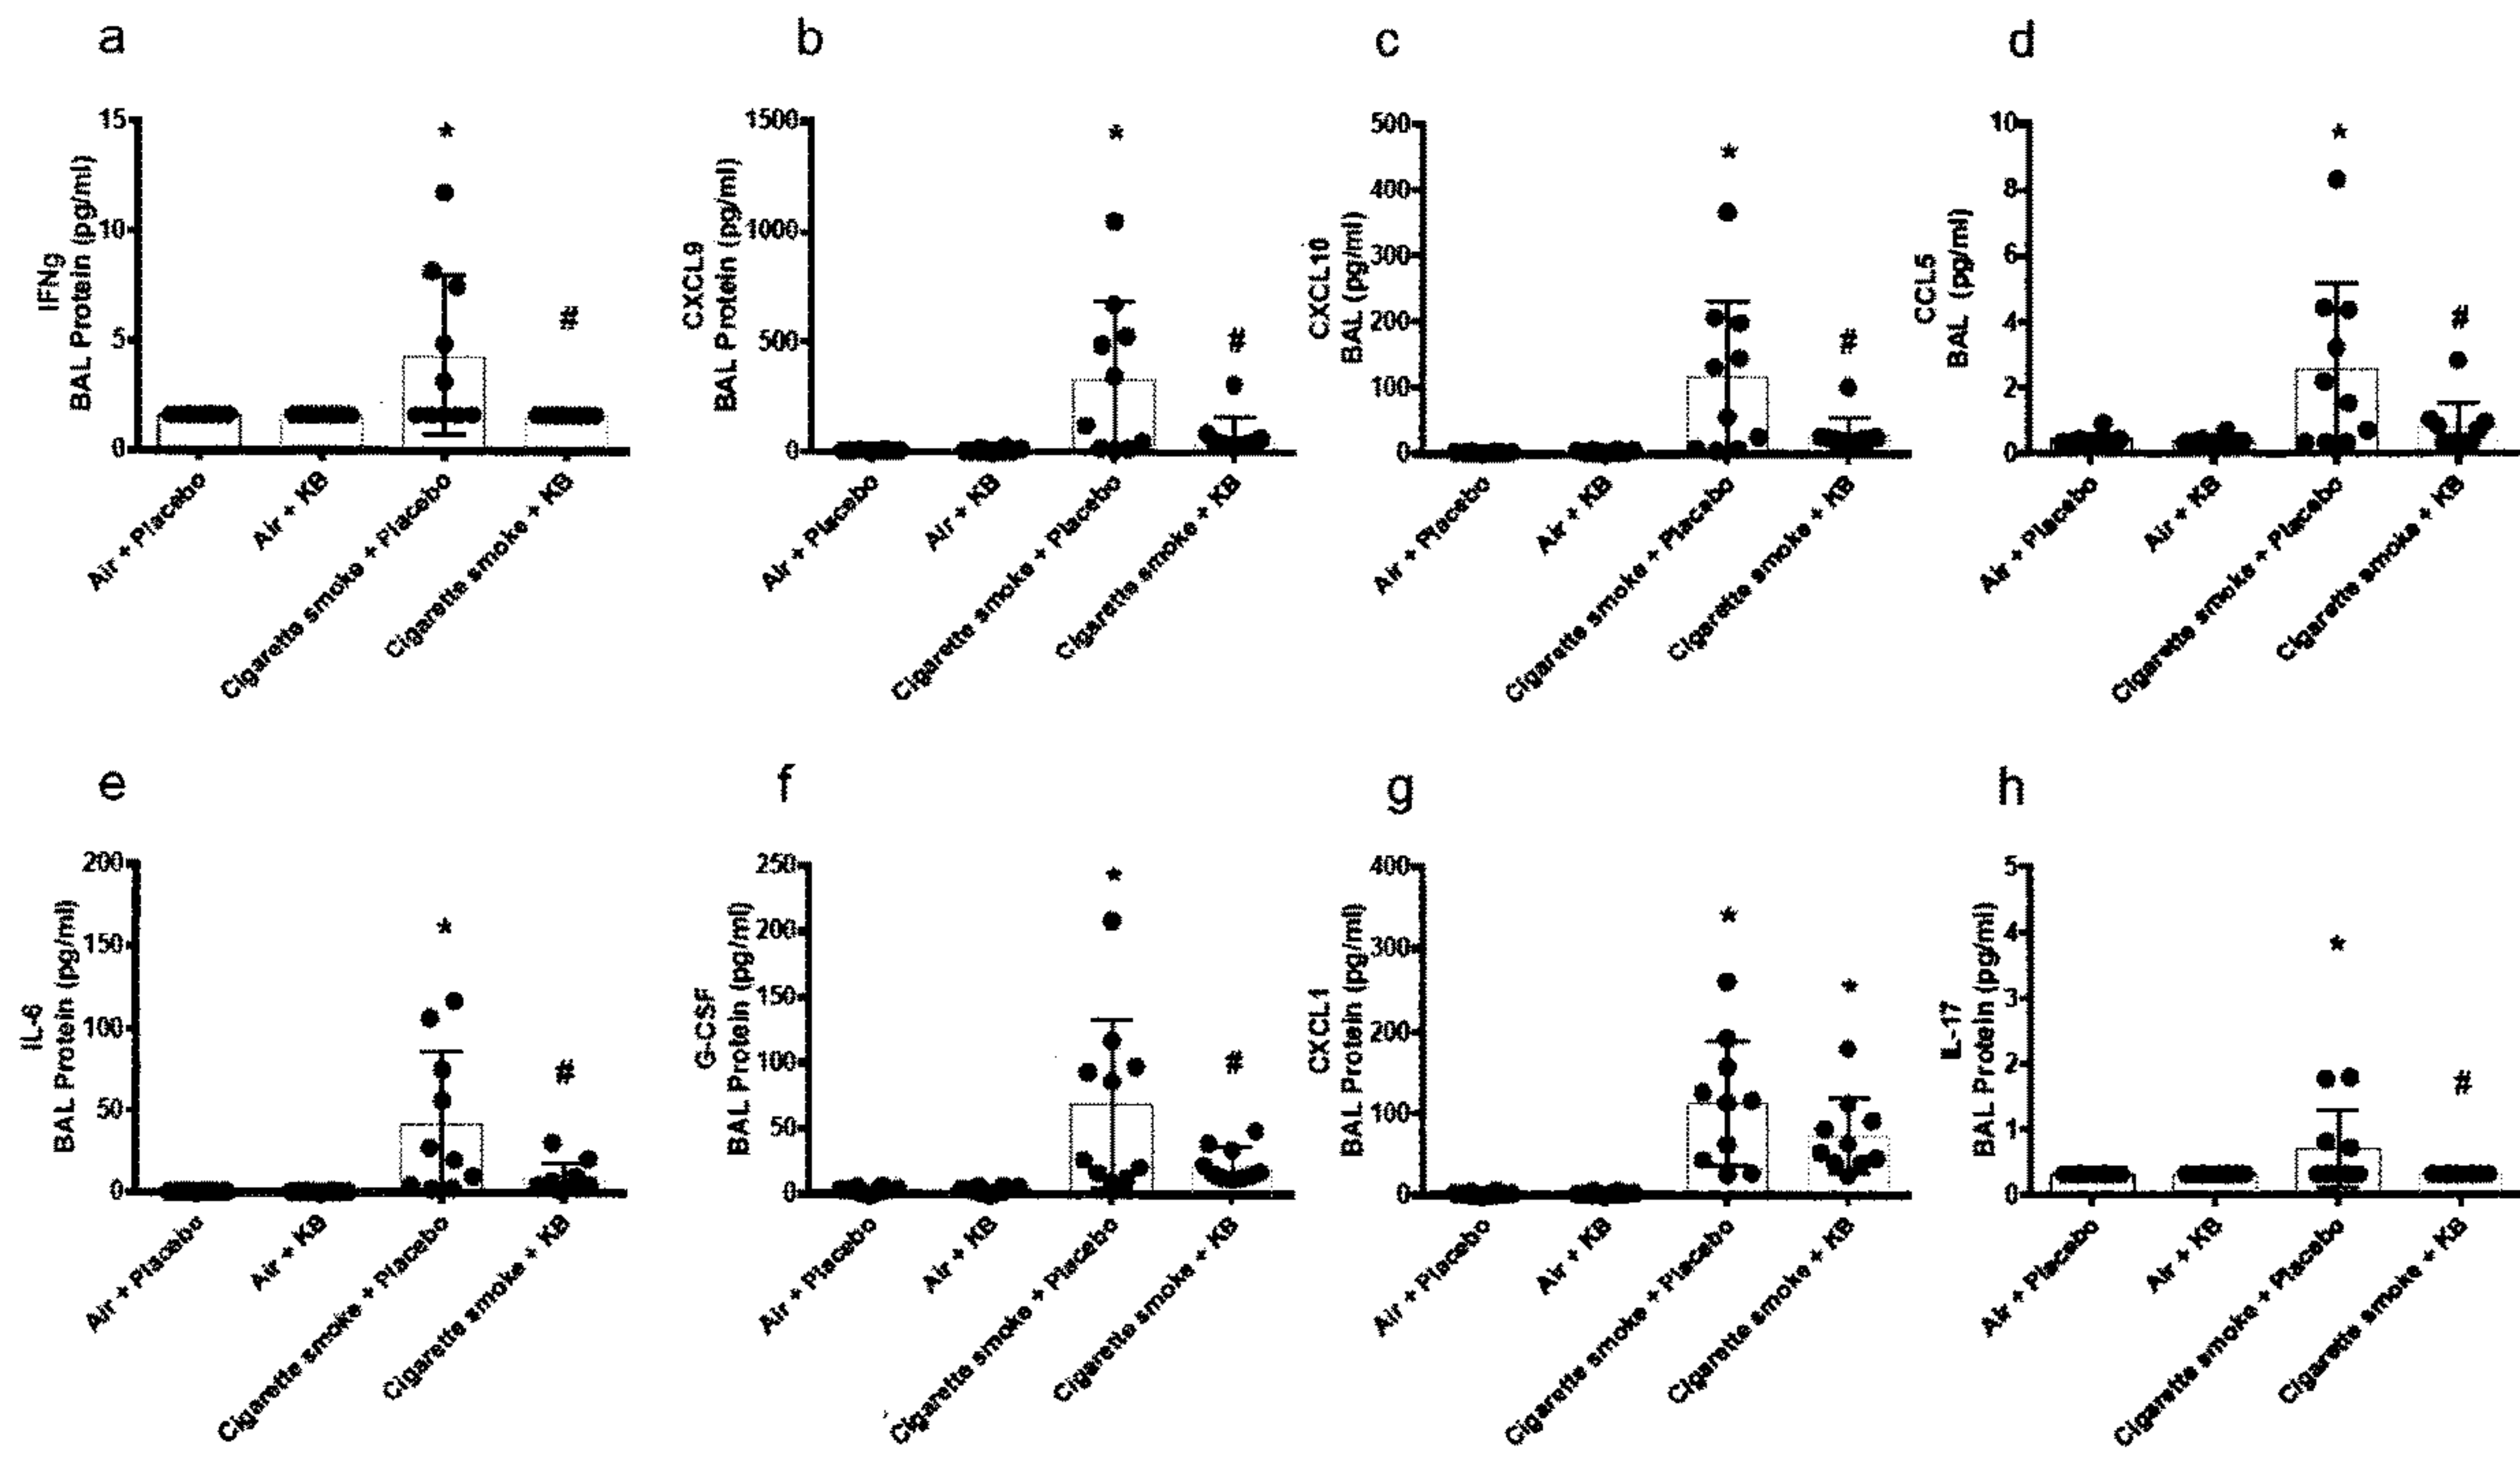 a
IFNg
BAL Protein (pg/ml)
15
10
5
0
*
#
Air + Placebo
Air + KB
Cigarette smoke + Placebo
Cigarette smoke + KB
b
CXCL9
BAL Protein (pg/ml)
1500
1000
500
0
*
#
Air + Placebo
Air + KB
Cigarette smoke + Placebo
Cigarette smoke + KB
c
CXCL10
BAL (pg/ml)
500
400
300
200
100
0
*
#
Air + Placebo
Air + KB
Cigarette smoke + Placebo
Cigarette smoke + KB
d
CCL5
BAL (pg/ml)
10
8
6
4
2
0
*
#
Air + Placebo
Air + KB
Cigarette smoke + Placebo
Cigarette smoke + KB
e
IL-6
BAL Protein (pg/ml)
200
150
100
50
0
*
#
Air + Placebo
Air + KB
Cigarette smoke + Placebo
Cigarette smoke + KB
f
G-CSF
BAL Protein (pg/ml)
250
200
150
100
50
0
*
#
Air + Placebo
Air + KB
Cigarette smoke + Placebo
Cigarette smoke + KB
g
CXCL1
BAL Protein (pg/ml)
400
300
200
100
0
*
*
Air + Placebo
Air + KB
Cigarette smoke + Placebo
Cigarette smoke + KB
h
IL-17
BAL Protein (pg/ml)
5
4
3
2
1
0
*
#
Air + Placebo
Air + KB
Cigarette smoke + Placebo
Cigarette smoke + KB